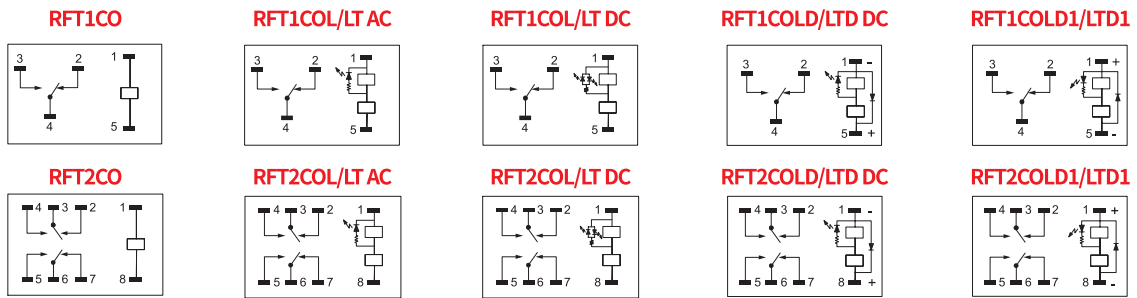 RFT1CO RFT1COL/LT AC RFT1COL/LT DC RFT1COLD/LTD DC RFT1COLD1/LTD1
3 2 1 3 2 1 3 2 1 3 2 1 - 3 2 1 +
4 5 4 5 4 5 4 5 + 4 5 -
RFT2CO RFT2COL/LT AC RFT2COL/LT DC RFT2COLD/LTD DC RFT2COLD1/LTD1
4 3 2 1 4 3 2 1 4 3 2 1 4 3 2 1 - 4 3 2 1 +
5 6 7 8 5 6 7 8 5 6 7 8 5 6 7 8 + 5 6 7 8 -